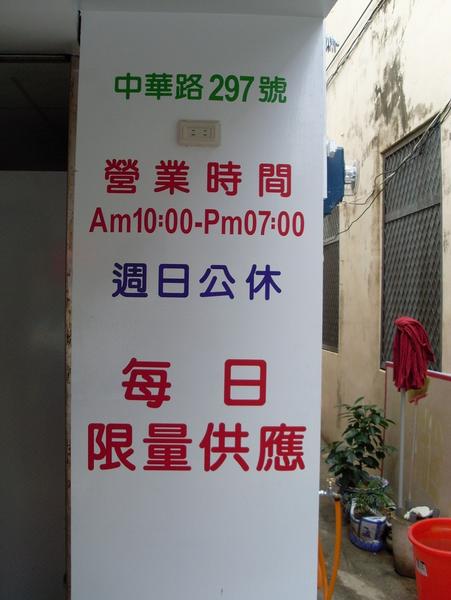 中華路297號
營業時間
Am10:00-Pm07:00
週日公休
每日
限量供應